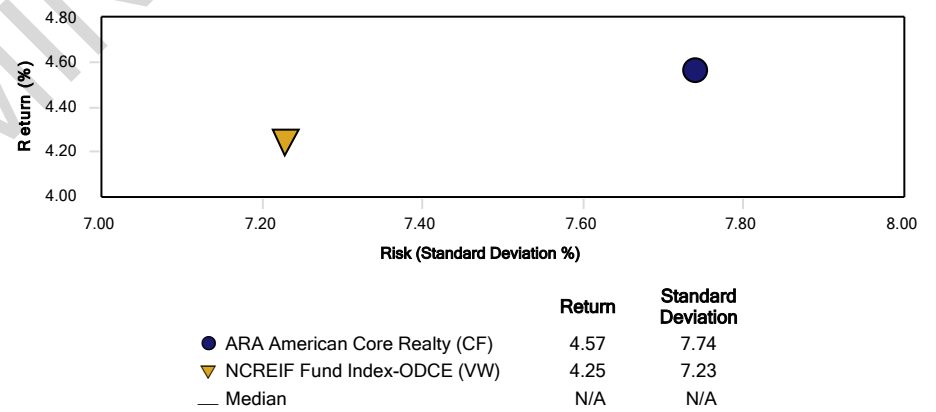 4.80
4.60
4.40
4.20
4.00
Return (%)
7.00 7.20 7.40 7.60 7.80 8.00
Risk (Standard Deviation %)
Return Standard Deviation
ARA American Core Realty (CF) 4.57 7.74
NCREIF Fund Index-ODCE (VW) 4.25 7.23
Median N/A N/A